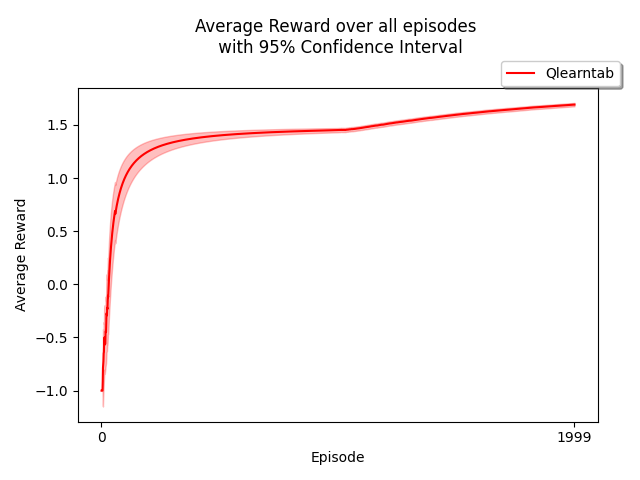 Average Reward over all episodes
with 95% Confidence Interval
Qlearntab
1.5
1.0
0.5
0.0
−0.5
−1.0
Average Reward
0
1999
Episode